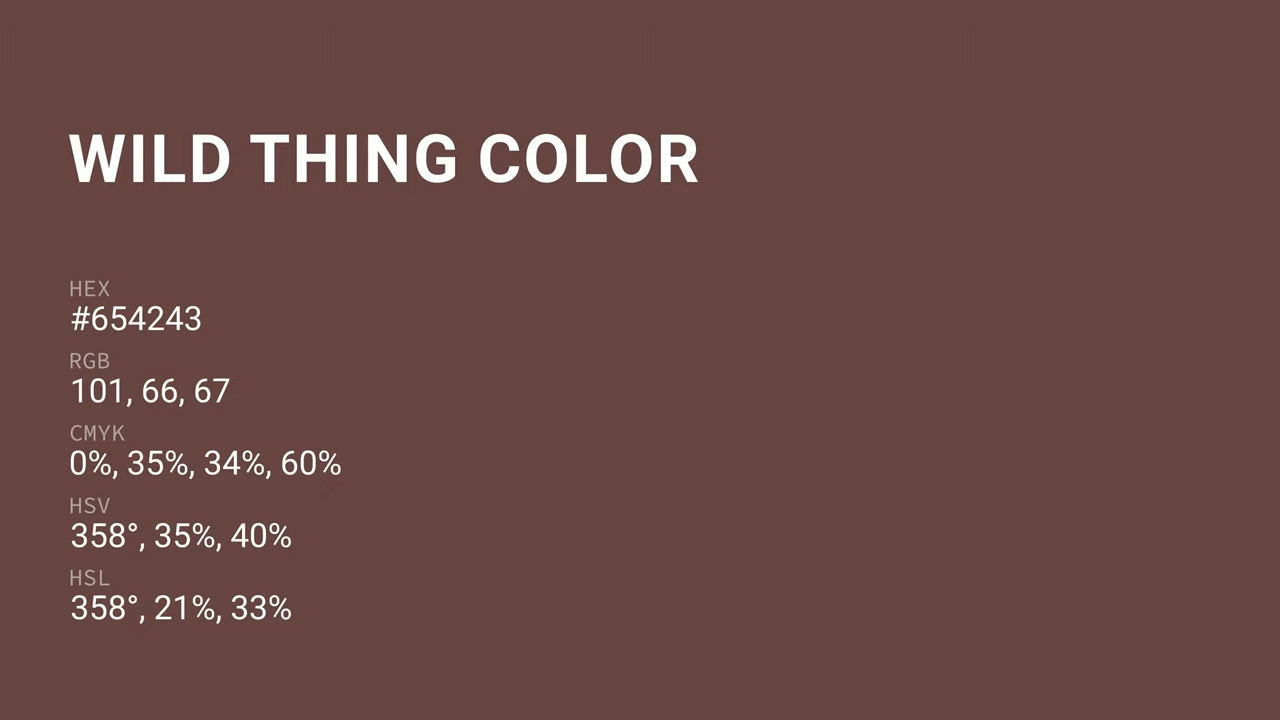 WILD THING COLOR
HEX
#654243
RGB
101, 66, 67
CMYK
0%, 35%, 34%, 60%
HSV
358°, 35%, 40%
HSL
358°, 21%, 33%